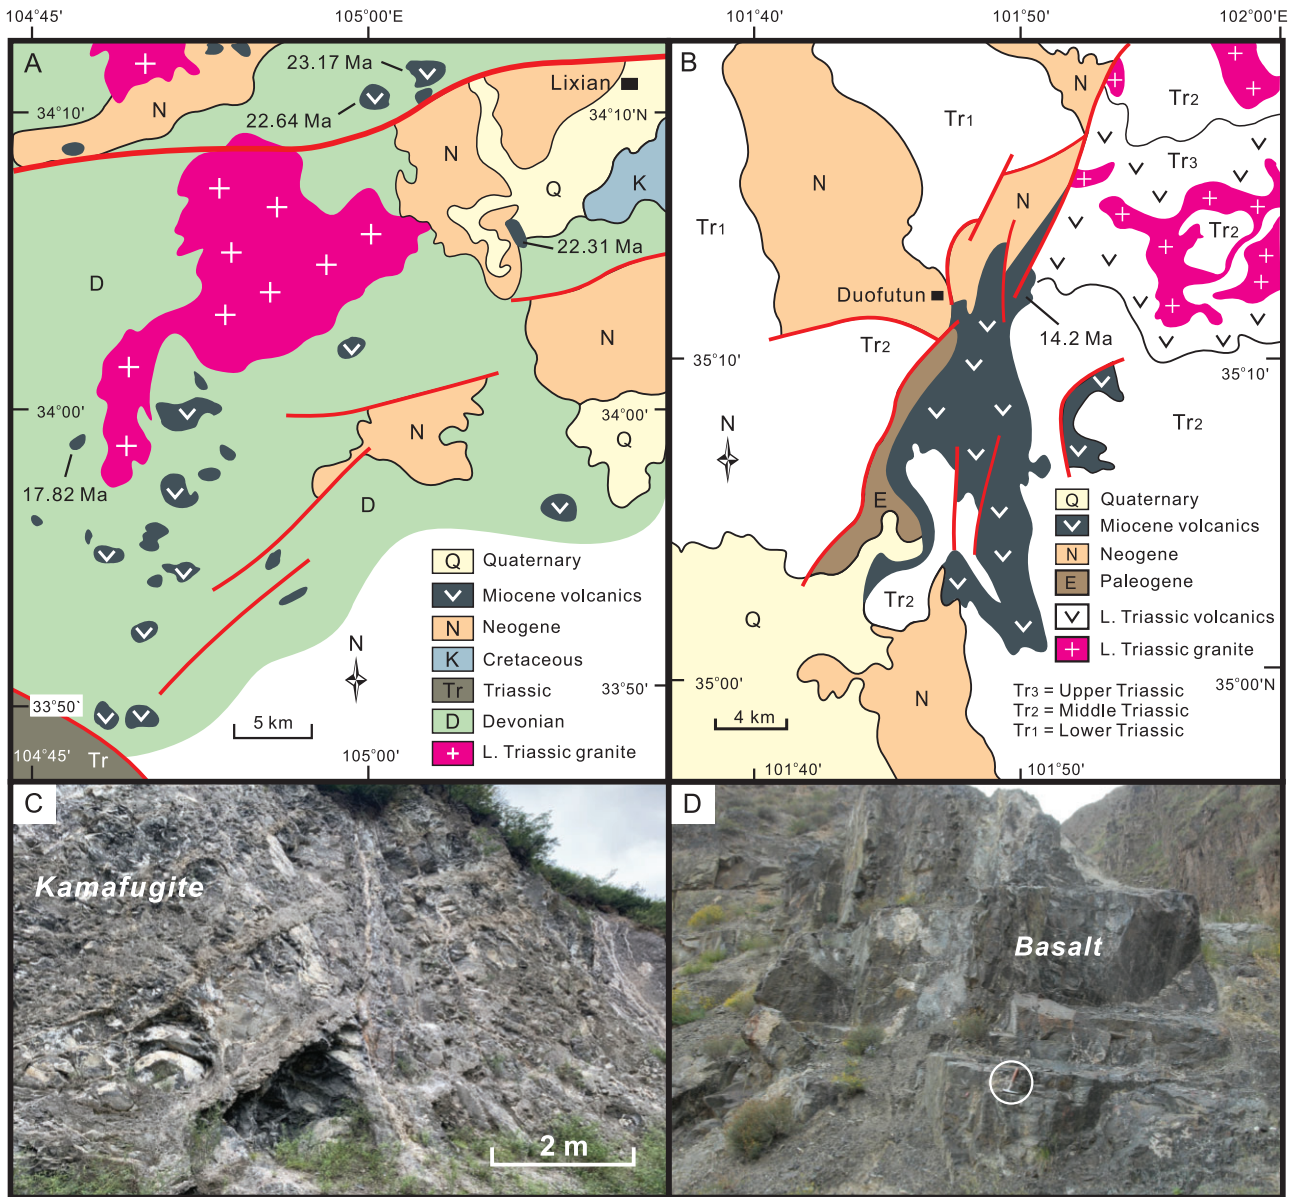 104°45'
105°00'E
101°40'
101°50'
102°00'E
A
23.17 Ma
22.64 Ma
Lixian
34°10'
34°10'N
N
N
Q
K
22.31 Ma
D
N
34°00'
34°00'
N
Q
17.82 Ma
D
N
33°50'
33°50'
5 km
104°45'
Tr
105°00'
Q Quaternary
Miocene volcanics
N Neogene
K Cretaceous
Tr Triassic
D Devonian
L. Triassic granite
B
N
Tr2
Tr1
Tr3
N
N
Tr1
Tr2
Duofutun
14.2 Ma
Tr2
35°10'
35°10'
N
Tr2
E
Tr2
Q
N
35°00'
35°00'N
4 km
101°40'
101°50'
Q Quaternary
Miocene volcanics
N Neogene
E Paleogene
L. Triassic volcanics
L. Triassic granite
Tr3 = Upper Triassic
Tr2 = Middle Triassic
Tr1 = Lower Triassic
C
Kamafugite
2 m
D
Basalt